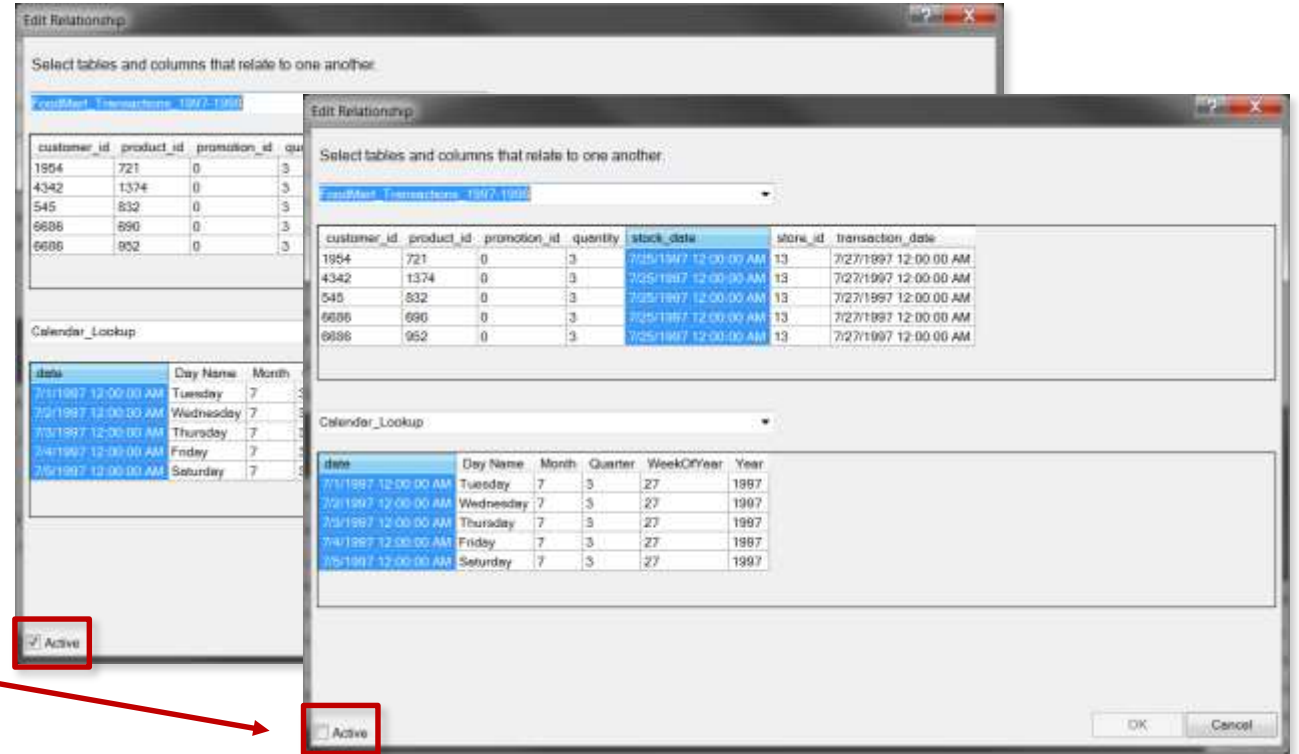 Edit Relationship
Select tables and columns that relate to one another.
FoodMart_Transactions_1997-1998
customer_id product_id promotion_id
1954 721 0 3
4342 1374 0 3
545 832 0 3
6686 690 0 3
6686 952 0 3
Calendar_Lookup
date Day Name Month
7/1/1997 12:00:00 AM Tuesday 7
7/2/1997 12:00:00 AM Wednesday 7
7/3/1997 12:00:00 AM Thursday 7
7/4/1997 12:00:00 AM Friday 7
7/5/1997 12:00:00 AM Saturday 7
Active
Edit Relationship
Select tables and columns that relate to one another.
FoodMart_Transactions_1997-1998
customer_id product_id promotion_id quantity stock_date store_id transaction_date
1954 721 0 3 7/25/1997 12:00:00 AM 13 7/27/1997 12:00:00 AM
4342 1374 0 3 7/25/1997 12:00:00 AM 13 7/27/1997 12:00:00 AM
545 832 0 3 7/25/1997 12:00:00 AM 13 7/27/1997 12:00:00 AM
6686 690 0 3 7/25/1997 12:00:00 AM 13 7/27/1997 12:00:00 AM
6686 952 0 3 7/25/1997 12:00:00 AM 13 7/27/1997 12:00:00 AM
Calendar_Lookup
date Day Name Month Quarter WeekOfYear Year
7/1/1997 12:00:00 AM Tuesday 7 3 27 1997
7/2/1997 12:00:00 AM Wednesday 7 3 27 1997
7/3/1997 12:00:00 AM Thursday 7 3 27 1997
7/4/1997 12:00:00 AM Friday 7 3 27 1997
7/5/1997 12:00:00 AM Saturday 7 3 27 1997
Active
OK Cancel